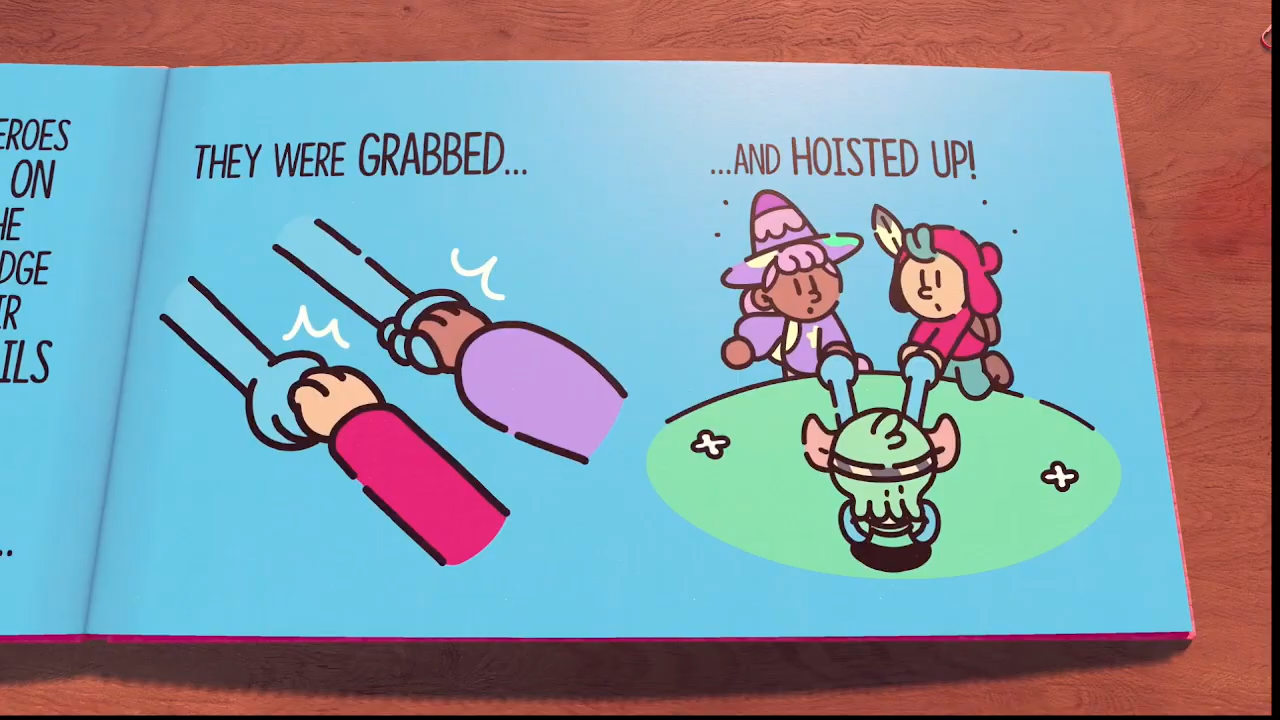 EROES
ON
HE
DGE
IR
ILS
..
THEY WERE GRABBED...
...AND HOISTED UP!